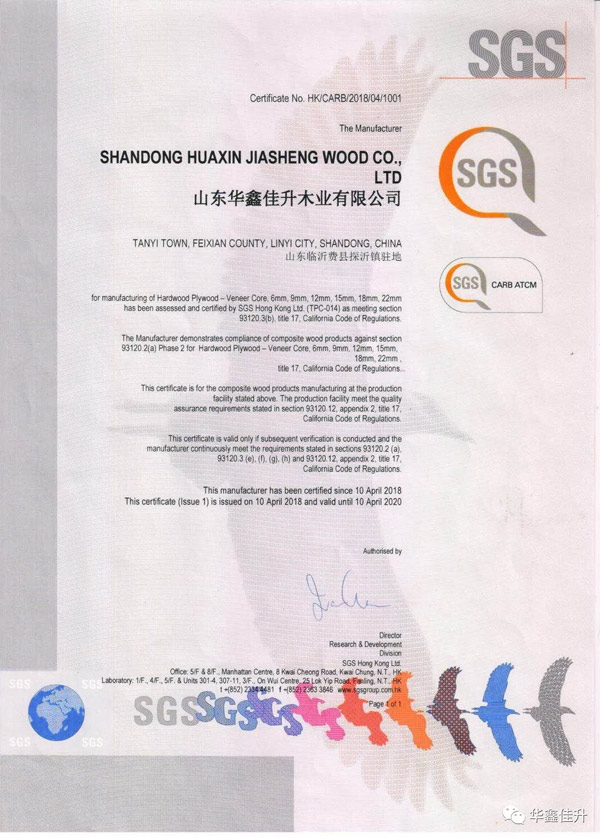 SGS
Certificate No. HK/CARB/2018/04/1001
The Manufacturer
SHANDONG HUAXIN JIASHENG WOOD CO.,
LTD
山东华鑫佳升木业有限公司
SGS
TANYI TOWN, FEIXIAN COUNTY, LINYI CITY, SHANDONG, CHINA
山东临沂费县探沂镇驻地
SGS CARB ATCM
for manufacturing of Hardwood Plywood – Veneer Core, 6mm, 9mm, 12mm, 15mm, 18mm, 22mm
has been assessed and certified by SGS Hong Kong Ltd. (TPC-014) as meeting section
93120.3(b), title 17, California Code of Regulations.
The Manufacturer demonstrates compliance of composite wood products against section
93120.2(a) Phase 2 for Hardwood Plywood – Veneer Core, 6mm, 9mm, 12mm, 15mm,
18mm, 22mm ,
title 17, California Code of Regulations..
This certificate is for the composite wood products manufacturing at the production
facility stated above. The production facility meet the quality
assurance requirements stated in section 93120.12, appendix 2, title 17,
California Code of Regulations.
This certificate is valid only if subsequent verification is conducted and the
manufacturer continuously meet the requirements stated in sections 93120.2 (a),
93120.3 (e), (f), (g), (h) and 93120.12, appendix 2, title 17,
California Code of Regulations.
This manufacturer has been certified since 10 April 2018
This certificate (Issue 1) is issued on 10 April 2018 and valid until 10 April 2020
Authorised by
Director
Research & Development
Division
SGS Hong Kong Ltd.
Office: 5/F & 8/F., Manhattan Centre, 8 Kwai Cheong Road, Kwai Chung, N.T., HK
Laboratory: 1/F., 4/F., 5/F. & Units 301-4, 307-11, 3/F., On Wui Centre, 25 Lok Yip Road, Fanling, N.T., HK
t +(852) 2334 4481 f +(852) 2363 3846 www.sgsgroup.com.hk
Page 1 of 1
SGS SGS SGS
SGS SGS
SGS SGS
华鑫佳升